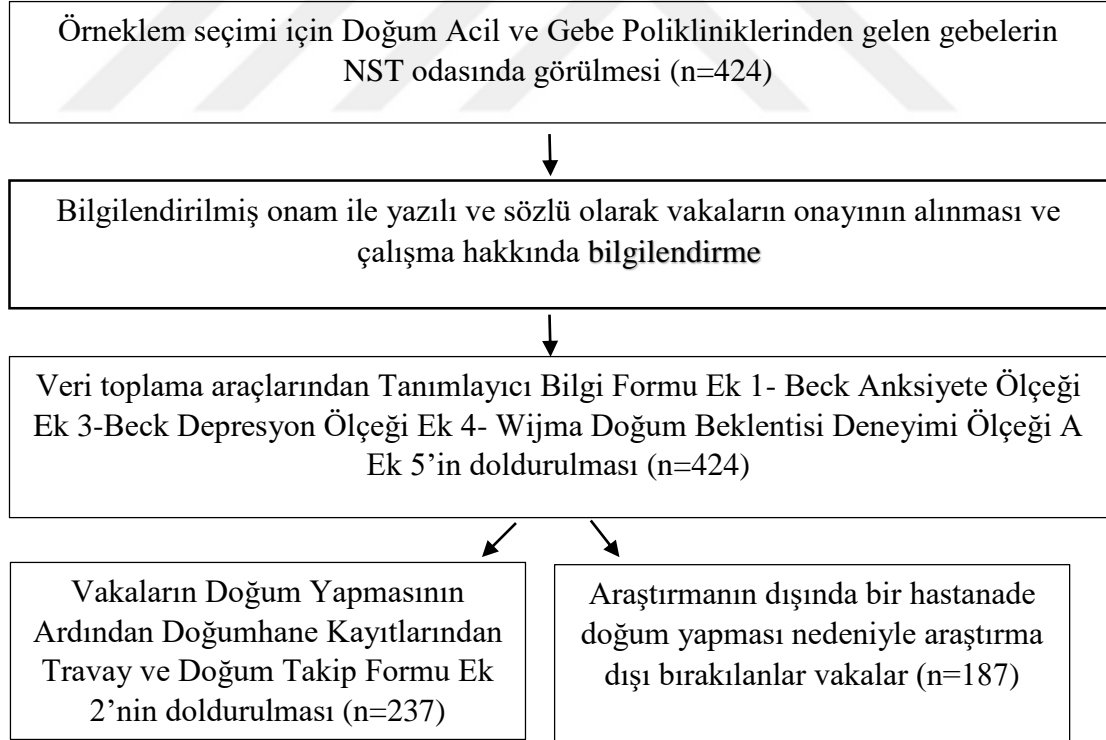 Örneklem seçimi için Doğum Acil ve Gebe Polikliniklerinden gelen gebelerin
NST odasında görülmesi (n=424)
Bilgilendirilmiş onam ile yazılı ve sözlü olarak vakaların onayının alınması ve
çalışma hakkında bilgilendirme
Veri toplama araçlarından Tanımlayıcı Bilgi Formu Ek 1- Beck Anksiyete Ölçeği
Ek 3-Beck Depresyon Ölçeği Ek 4- Wijma Doğum Beklentisi Deneyimi Ölçeği A
Ek 5’in doldurulması (n=424)
Vakaların Doğum Yapmasının
Ardından Doğumhane Kayıtlarından
Travay ve Doğum Takip Formu Ek
2’nin doldurulması (n=237)
Araştırmanın dışında bir hastanade
doğum yapması nedeniyle araştırma
dışı bırakılanlar vakalar (n=187)